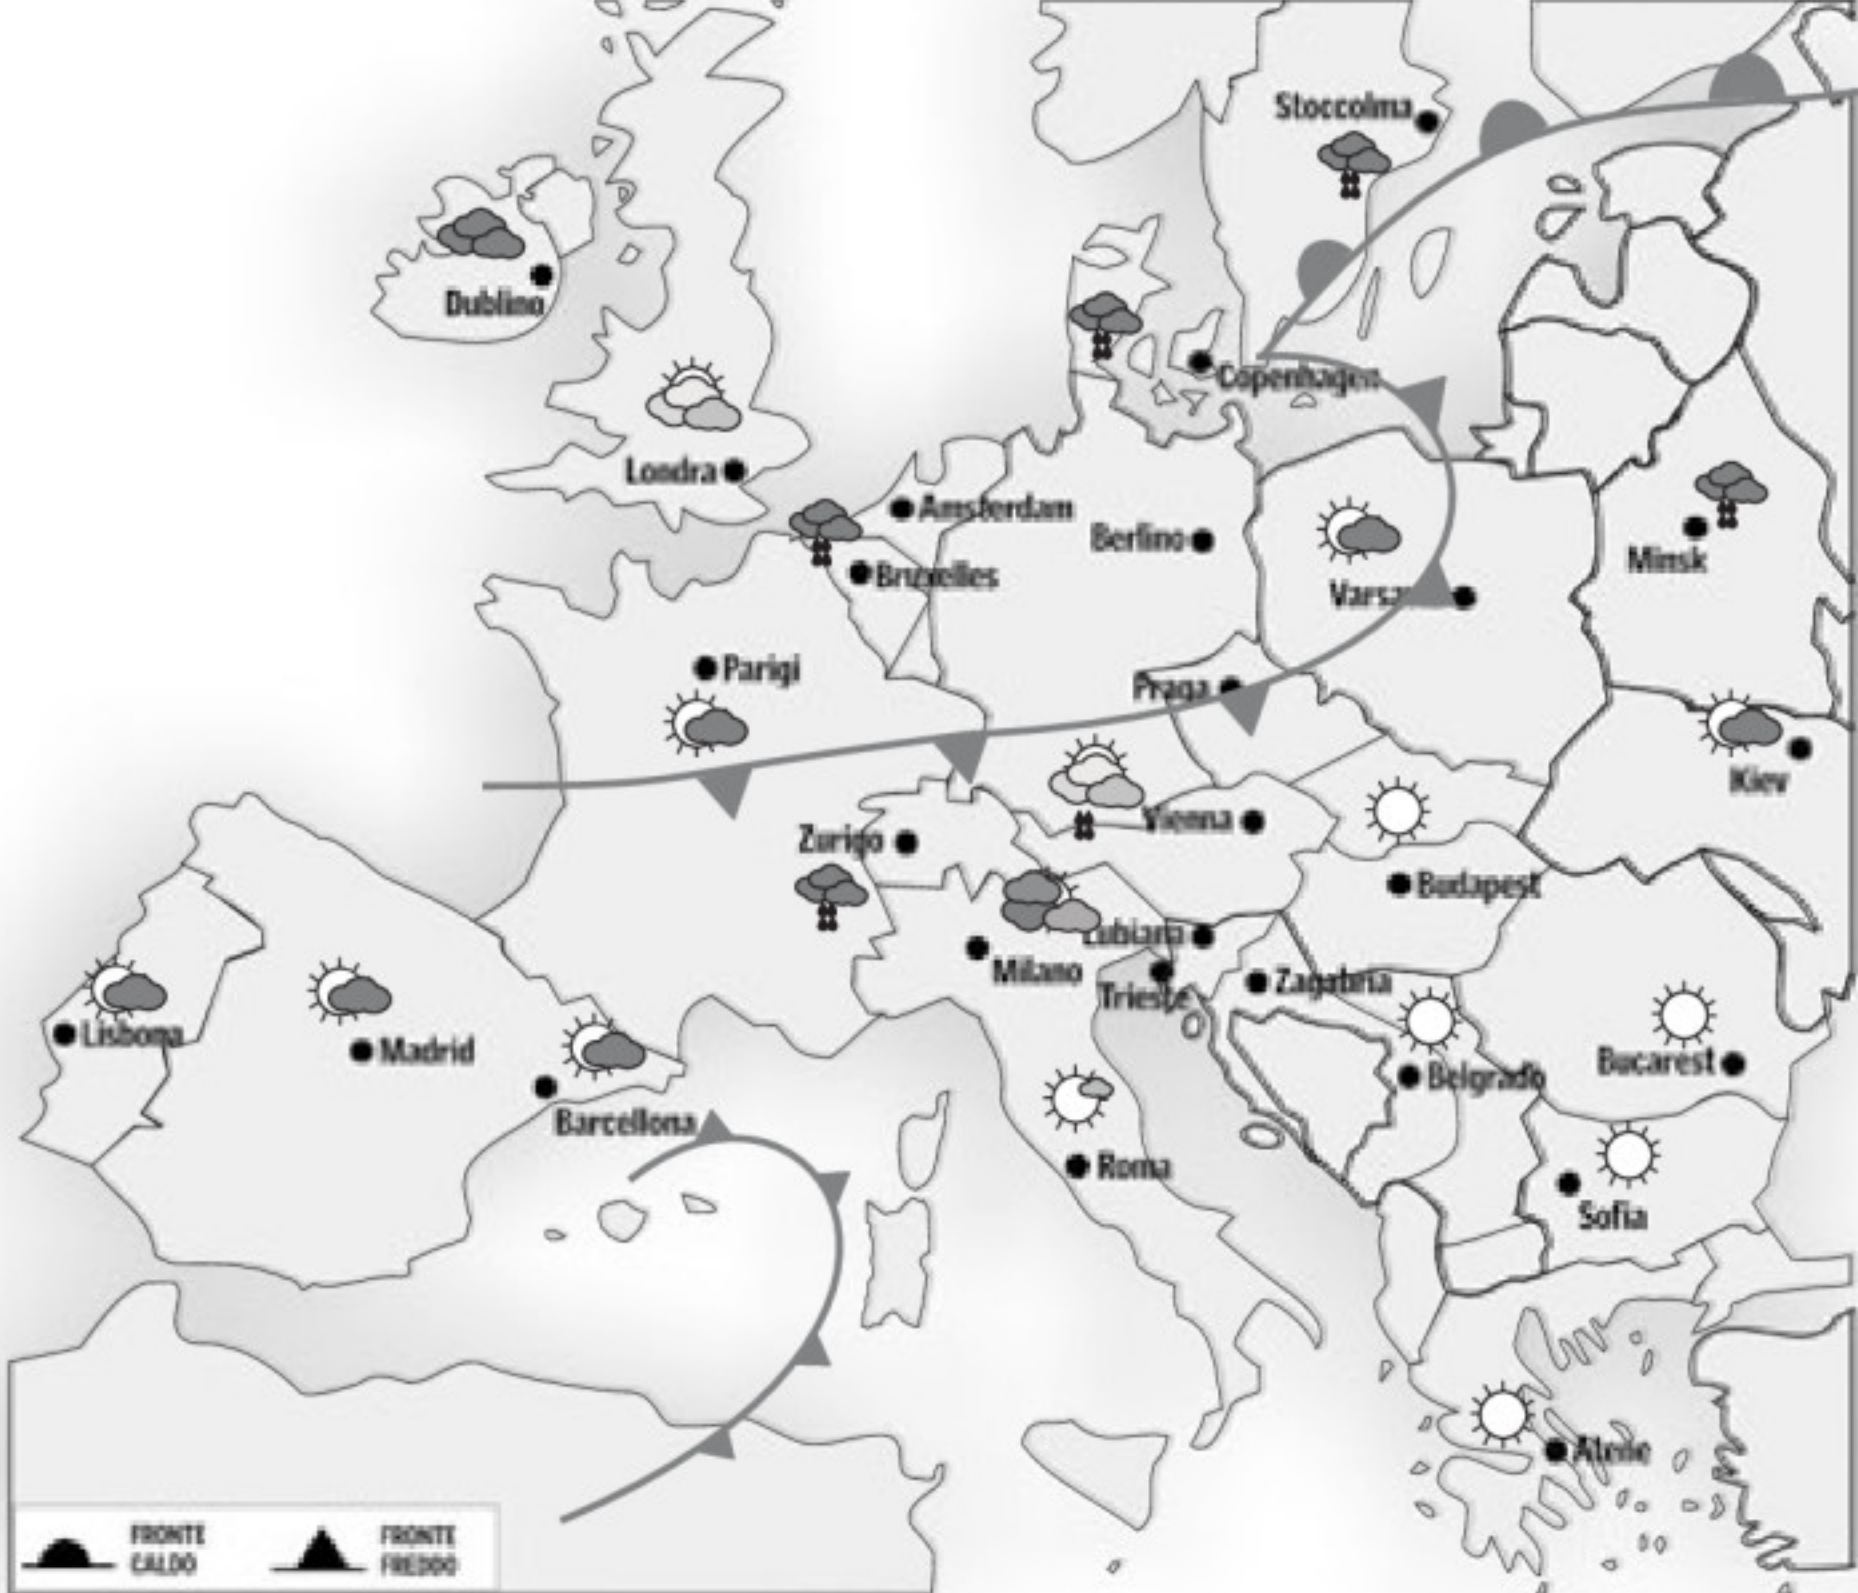 Stoccolma
Dublino
Copenhagen
Londra
Amsterdam
Berlino
Minsk
Bruxelles
Parigi
Praga
Kiev
Zurigo
Vienna
Budapest
Lubiana
Milano
Trieste
Zagabria
Lisbona
Madrid
Barcellona
Belgrado
Bucarest
Roma
Sofia
Atene
FRONTE
CALDO
FRONTE
FREDDO